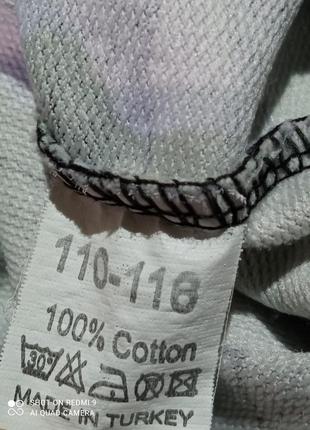 110-116
100% Cotton
30°
MADE IN TURKEY
SHOT ON REDMI 9
AI QUAD CAMERA